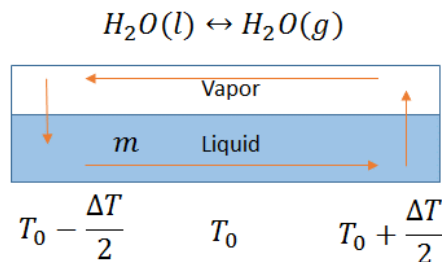 H₂O(l) ↔ H₂O(g)
Vapor
m Liquid
T₀ − ΔT/2 T₀ T₀ + ΔT/2